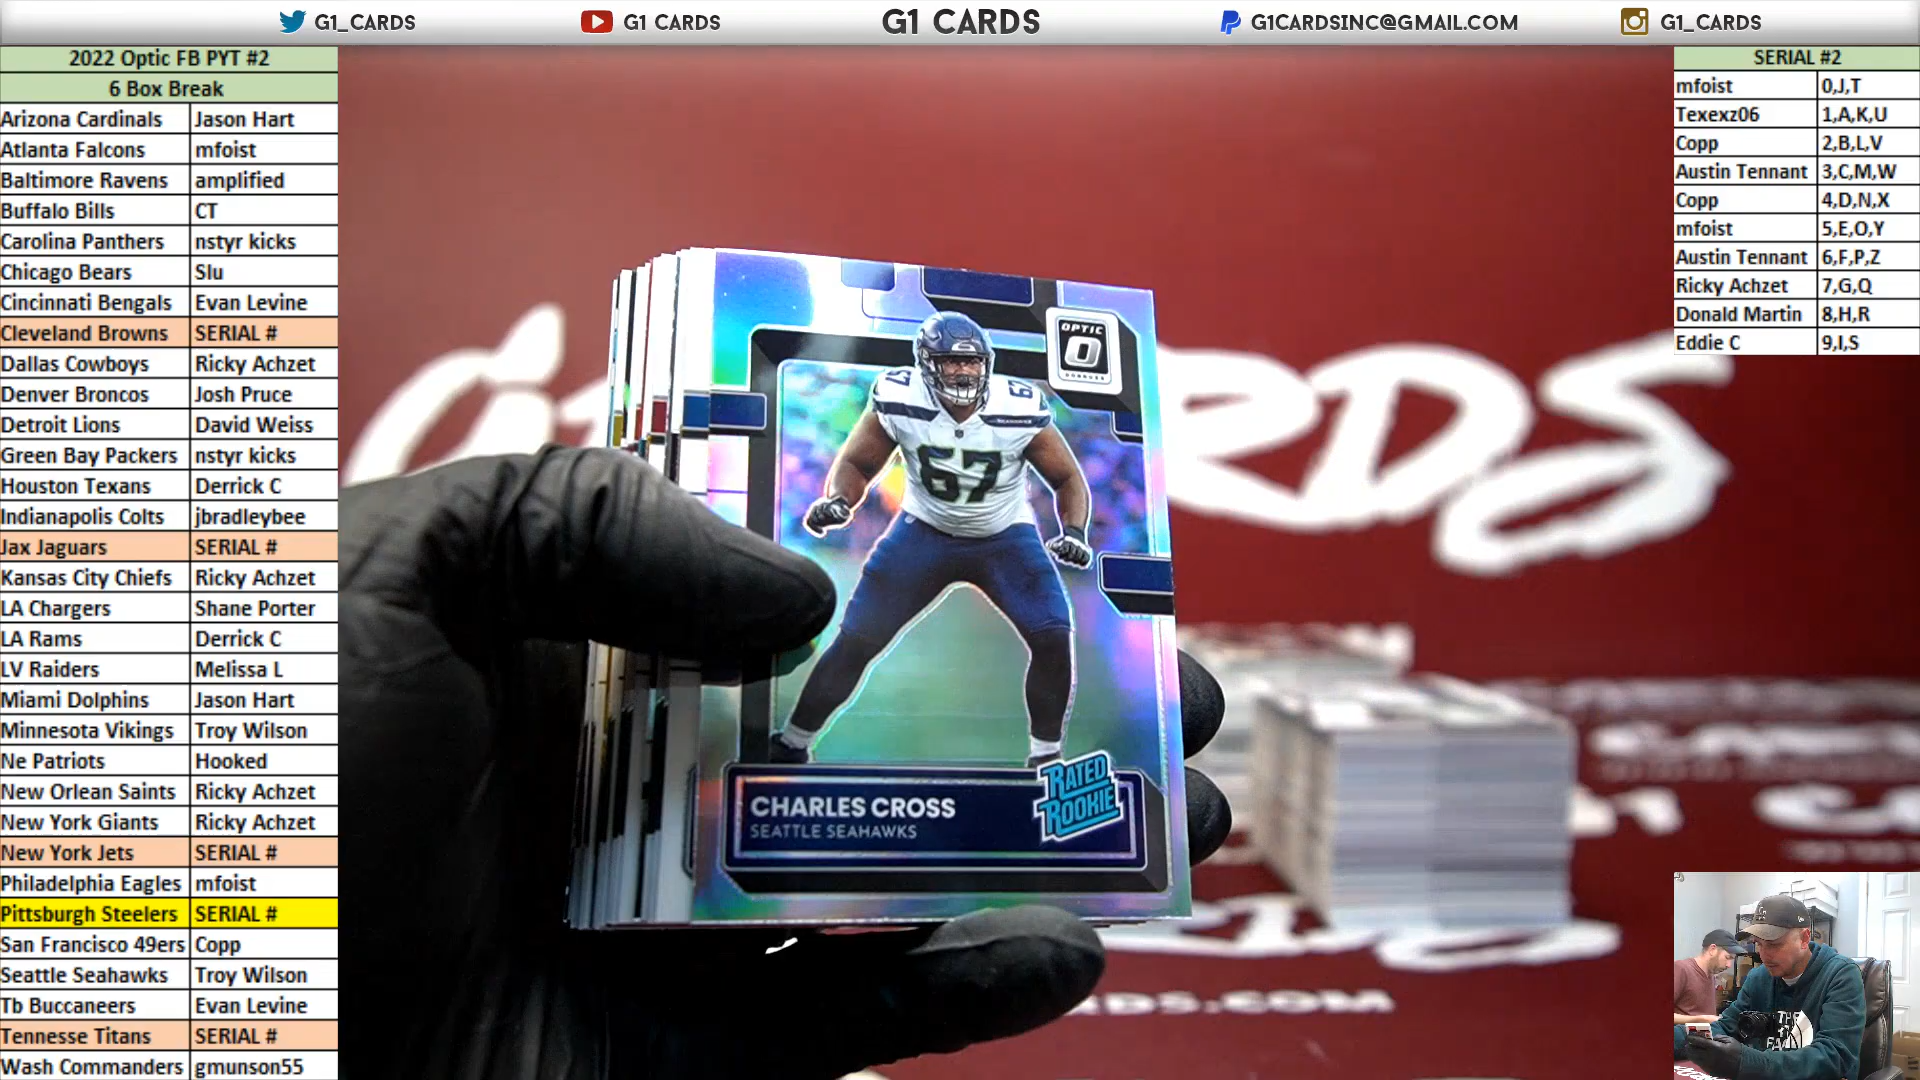 G1_CARDS
G1 CARDS
G1 CARDS
G1CARDSINC@GMAIL.COM
G1_CARDS
2022 Optic FB PYT #2
6 Box Break
Arizona Cardinals Jason Hart
Atlanta Falcons mfoist
Baltimore Ravens amplified
Buffalo Bills CT
Carolina Panthers nstyr kicks
Chicago Bears Slu
Cincinnati Bengals Evan Levine
Cleveland Browns SERIAL #
Dallas Cowboys Ricky Achzet
Denver Broncos Josh Pruce
Detroit Lions David Weiss
Green Bay Packers nstyr kicks
Houston Texans Derrick C
Indianapolis Colts jbradleybee
Jax Jaguars SERIAL #
Kansas City Chiefs Ricky Achzet
LA Chargers Shane Porter
LA Rams Derrick C
LV Raiders Melissa L
Miami Dolphins Jason Hart
Minnesota Vikings Troy Wilson
Ne Patriots Hooked
New Orlean Saints Ricky Achzet
New York Giants Ricky Achzet
New York Jets SERIAL #
Philadelphia Eagles mfoist
Pittsburgh Steelers SERIAL #
San Francisco 49ers Copp
Seattle Seahawks Troy Wilson
Tb Buccaneers Evan Levine
Tennesse Titans SERIAL #
Wash Commanders gmunson55
SERIAL #2
mfoist 0,J,T
Texexz06 1,A,K,U
Copp 2,B,L,V
Austin Tennant 3,C,M,W
Copp 4,D,N,X
mfoist 5,E,O,Y
Austin Tennant 6,F,P,Z
Ricky Achzet 7,G,Q
Donald Martin 8,H,R
Eddie C 9,I,S
OPTIC
O
DONRUSS
67
67
SEAHAWKS
67
RATED
ROOKIE
CHARLES CROSS
SEATTLE SEAHAWKS